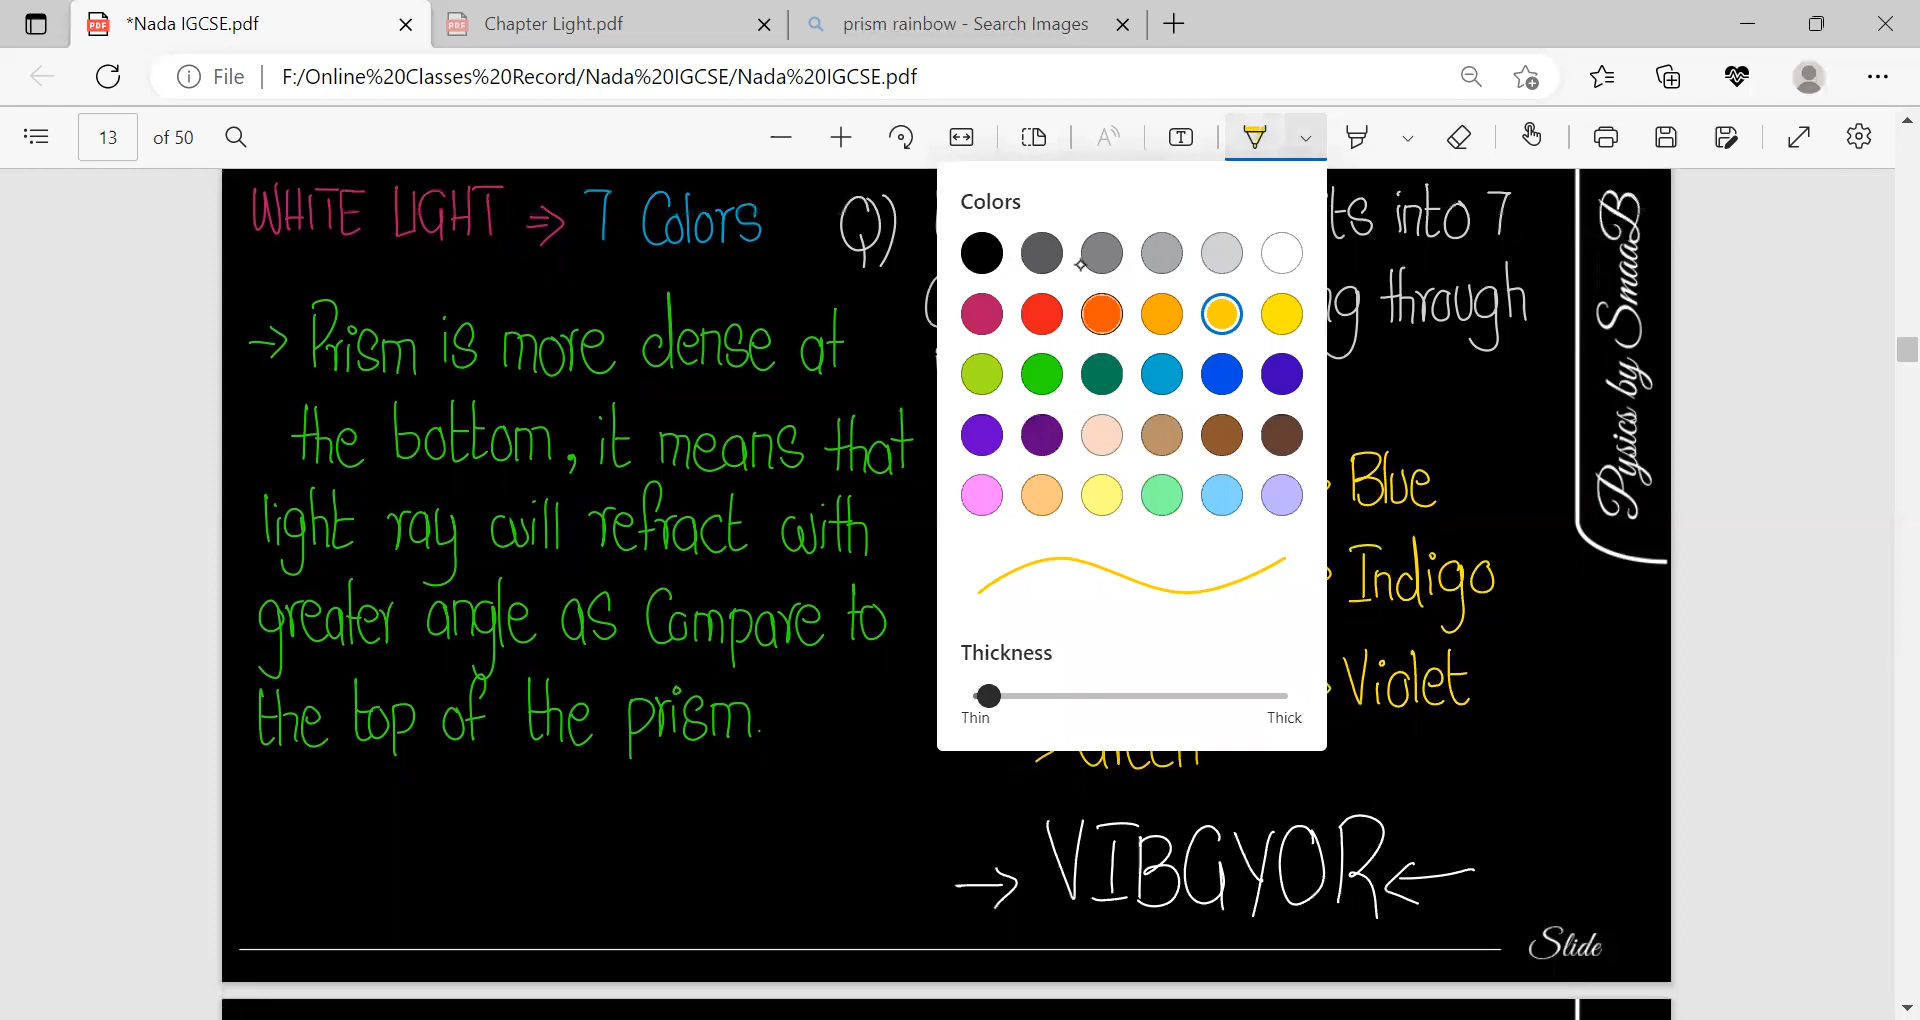 *Nada IGCSE.pdf
Chapter Light.pdf
prism rainbow - Search Images
File
F:/Online%20Classes%20Record/Nada%20IGCSE/Nada%20IGCSE.pdf
13 of 50
WHITE LIGHT ⇒ 7 Colors
Q)
ts into 7
g through
→ Prism is more dense at
the bottom, it means that
light ray will refract with
greater angle as Compare to
the top of the prism.
Colors
Thickness
Thin
Thick
Blue
Indigo
Violet
Green
→ VIBGYOR ←
Pysics by SmaaB
Slide